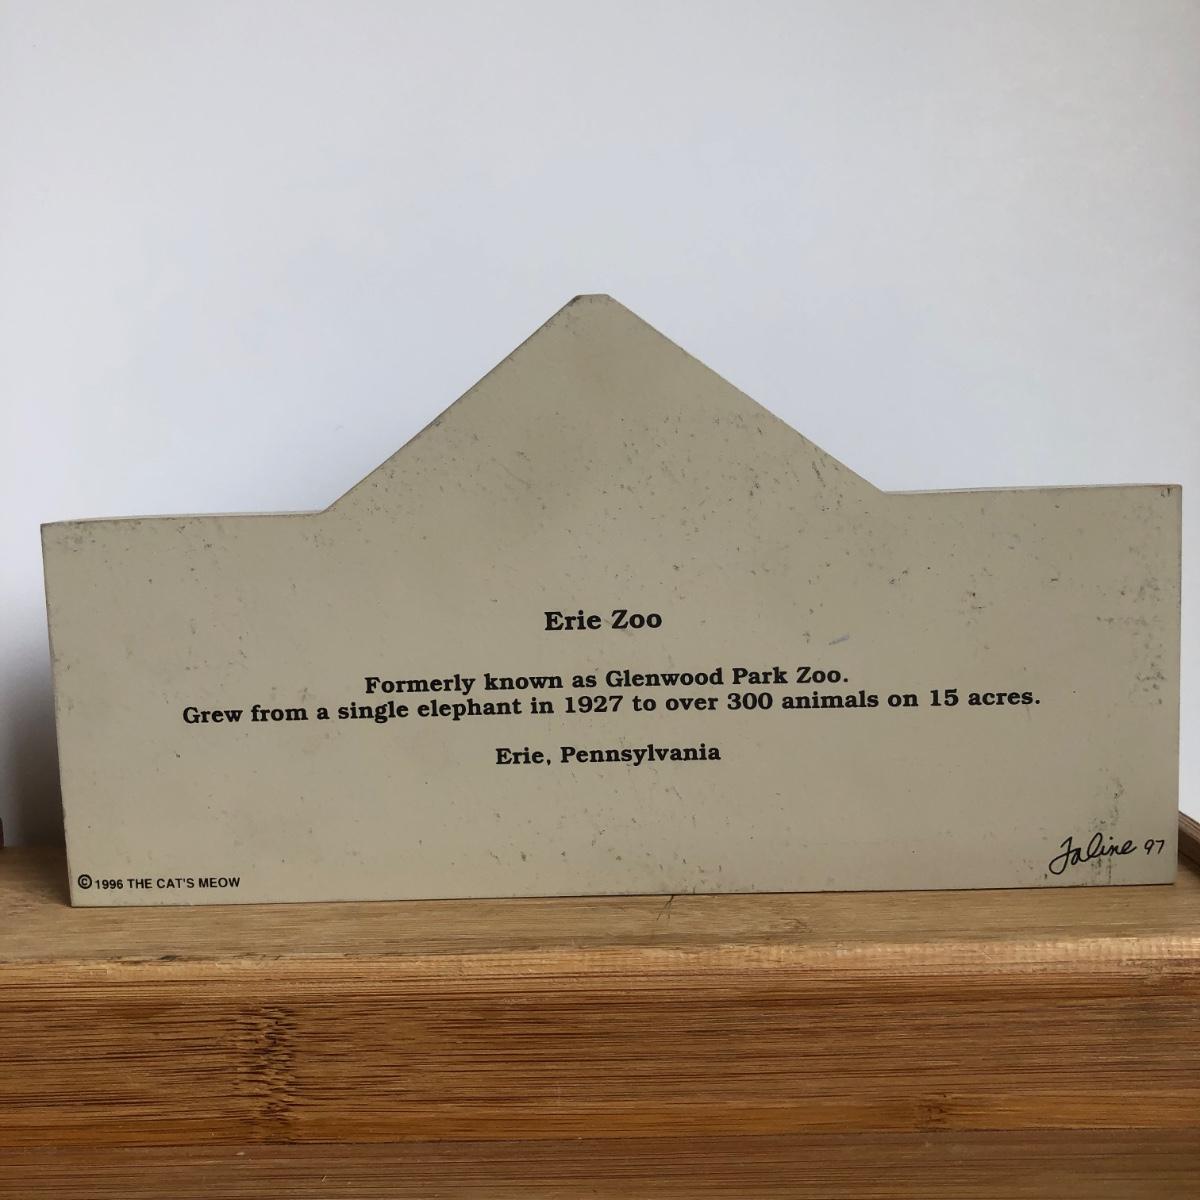 Erie Zoo
Formerly known as Glenwood Park Zoo.
Grew from a single elephant in 1927 to over 300 animals on 15 acres.
Erie, Pennsylvania
© 1996 THE CAT'S MEOW
Faline 97